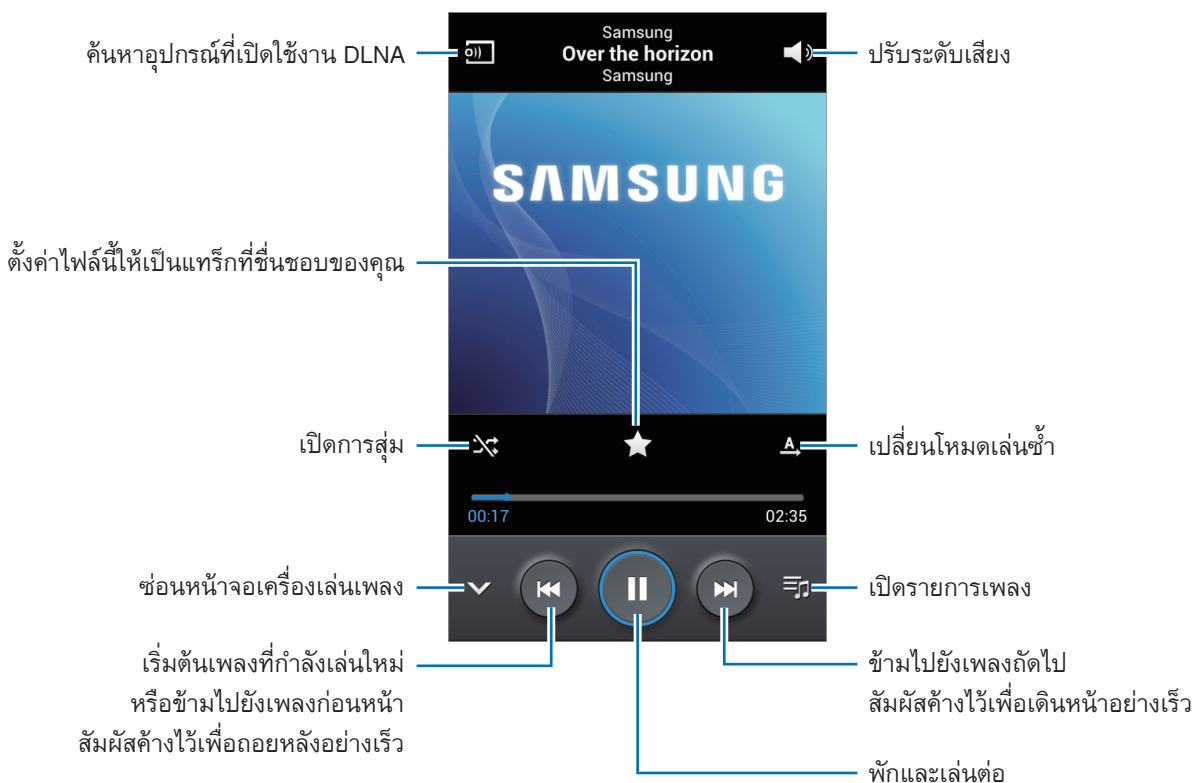 ค้นหาอุปกรณ์ที่เปิดใช้งาน DLNA
Samsung
Over the horizon
Samsung
ปรับระดับเสียง
SAMSUNG
ตั้งค่าไฟล์นี้ให้เป็นแทร็กที่ชื่นชอบของคุณ
เปิดการสุ่ม
A
เปลี่ยนโหมดเล่นซ้ำ
00:17
02:35
ซ่อนหน้าจอเครื่องเล่นเพลง
เปิดรายการเพลง
เริ่มต้นเพลงที่กำลังเล่นใหม่
หรือข้ามไปยังเพลงก่อนหน้า
สัมผัสค้างไว้เพื่อถอยหลังอย่างเร็ว
ข้ามไปยังเพลงถัดไป
สัมผัสค้างไว้เพื่อเดินหน้าอย่างเร็ว
พักและเล่นต่อ